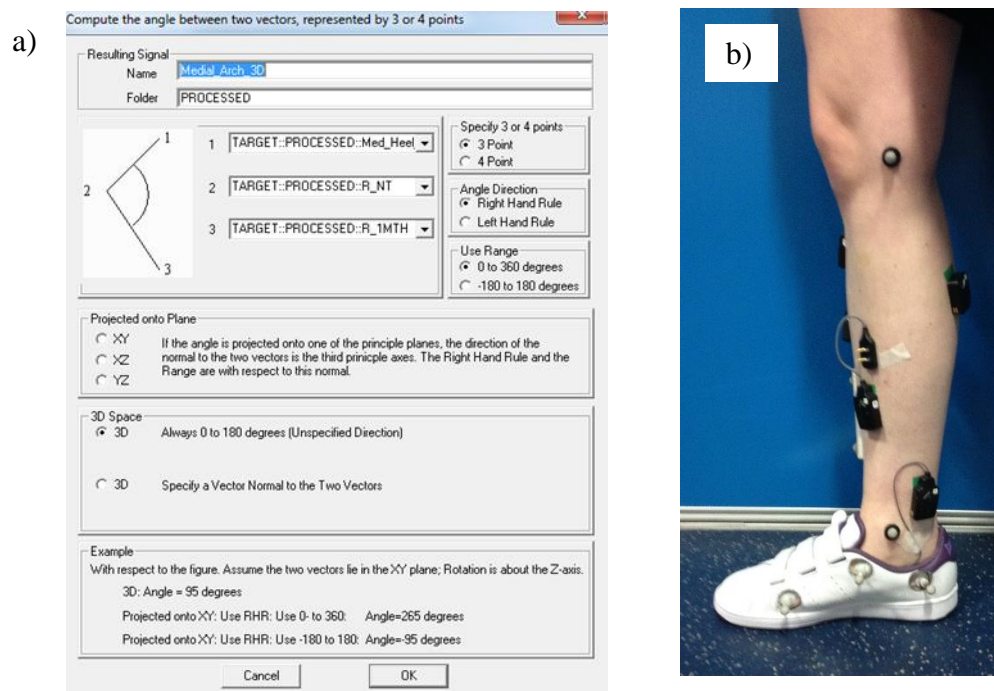 a)
Compute the angle between two vectors, represented by 3 or 4 points
Resulting Signal
Name Medial_Arch_3D
Folder PROCESSED
1
2
3
1 TARGET::PROCESSED::Med_Heel
2 TARGET::PROCESSED::R_NT
3 TARGET::PROCESSED::R_1MTH
Specify 3 or 4 points
3 Point
4 Point
Angle Direction
Right Hand Rule
Left Hand Rule
Use Range
0 to 360 degrees
-180 to 180 degrees
Projected onto Plane
XY
XZ
YZ
If the angle is projected onto one of the principle planes, the direction of the
normal to the two vectors is the third prinicple axes. The Right Hand Rule and the
Range are with respect to this normal.
3D Space
3D Always 0 to 180 degrees (Unspecified Direction)
3D Specify a Vector Normal to the Two Vectors
Example
With respect to the figure. Assume the two vectors lie in the XY plane; Rotation is about the Z-axis.
3D: Angle = 95 degrees
Projected onto XY: Use RHR: Use 0- to 360: Angle=265 degrees
Projected onto XY: Use RHR: Use -180 to 180: Angle=-95 degrees
Cancel OK
b)